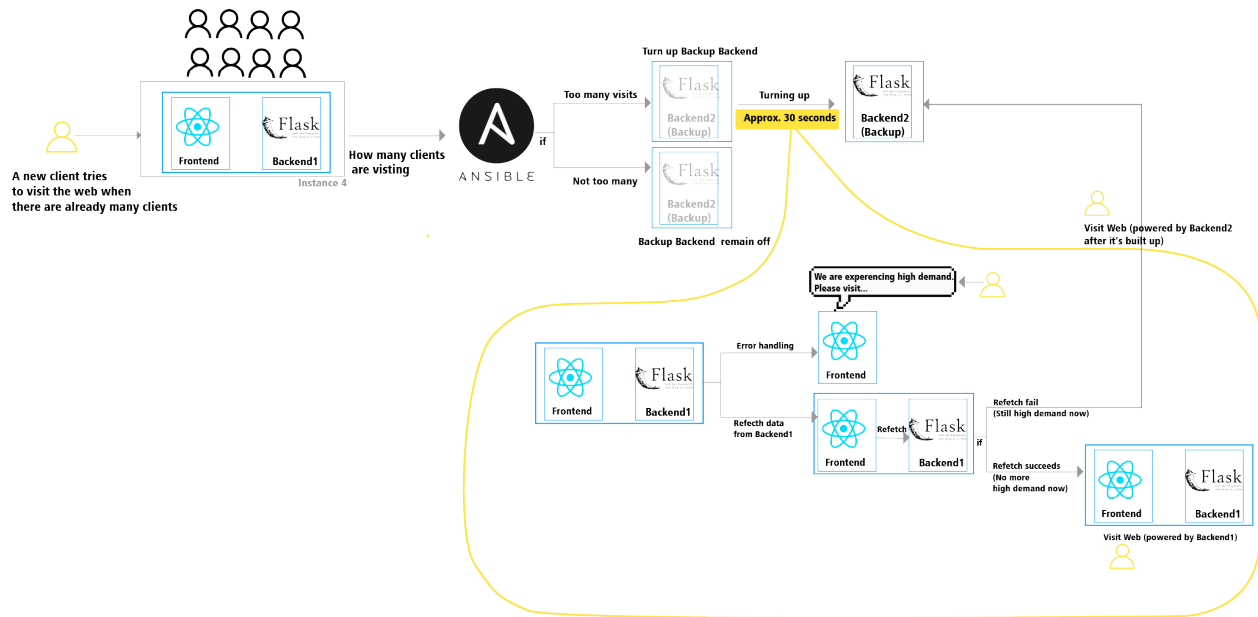 A new client tries
to visit the web when
there are already many clients
Frontend
Flask
Backend1
Instance 4
How many clients
are visting
ANSIBLE
if
Too many visits
Not too many
Turn up Backup Backend
Flask
Backend2
(Backup)
Flask
Backend2
(Backup)
Backup Backend remain off
Turning up
Approx. 30 seconds
Flask
Backend2
(Backup)
Visit Web (powered by Backend2
after it's built up)
We are experencing high demand.
Please visit...
Frontend
Frontend
Flask
Backend1
Error handling
Refecth data
from Backend1
Frontend
Refetch
Flask
Backend1
if
Refetch fail
(Still high demand now)
Refetch succeeds
(No more
high demand now)
Frontend
Flask
Backend1
Visit Web (powered by Backend1)